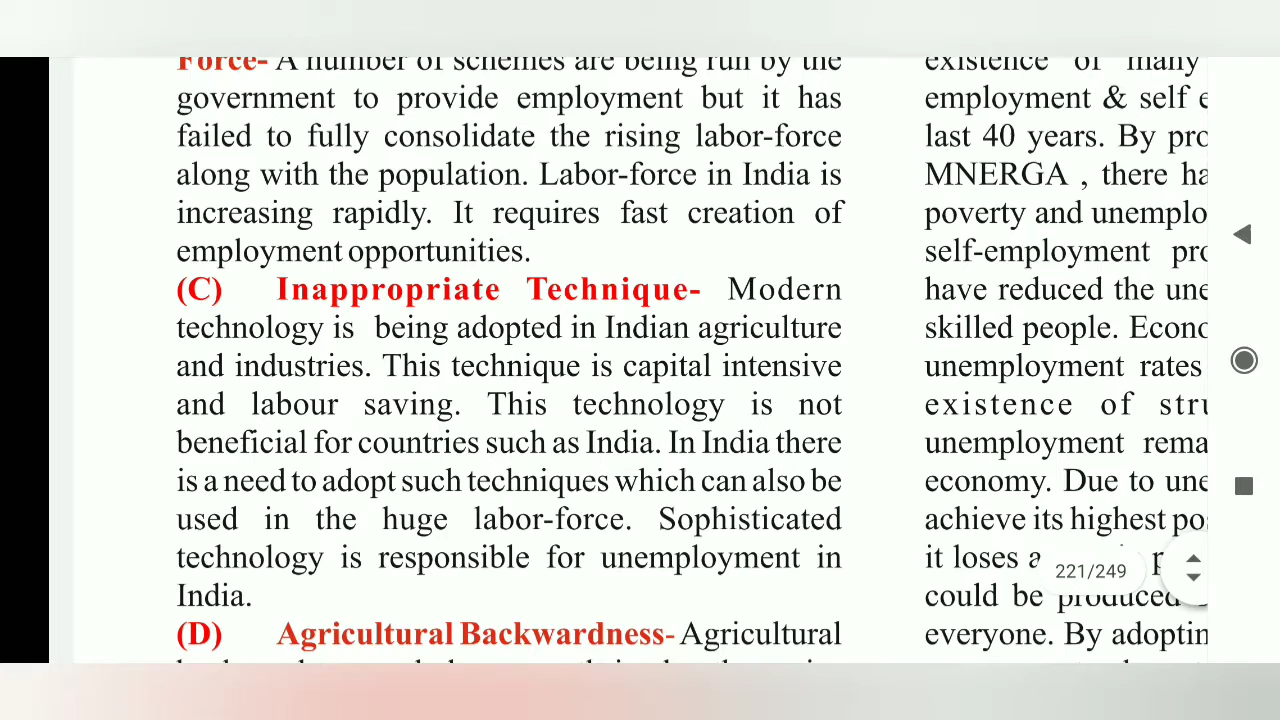 Force- A number of schemes are being run by the
government to provide employment but it has
failed to fully consolidate the rising labor-force
along with the population. Labor-force in India is
increasing rapidly. It requires fast creation of
employment opportunities.
(C) Inappropriate Technique- Modern
technology is being adopted in Indian agriculture
and industries. This technique is capital intensive
and labour saving. This technology is not
beneficial for countries such as India. In India there
is a need to adopt such techniques which can also be
used in the huge labor-force. Sophisticated
technology is responsible for unemployment in
India.
(D) Agricultural Backwardness- Agricultural
existence of many
employment & self e
last 40 years. By pro
MNERGA , there ha
poverty and unemplo
self-employment pro
have reduced the une
skilled people. Econo
unemployment rates
existence of stru
unemployment rema
economy. Due to une
achieve its highest pos
it loses a
could be produced
everyone. By adoptin
221/249